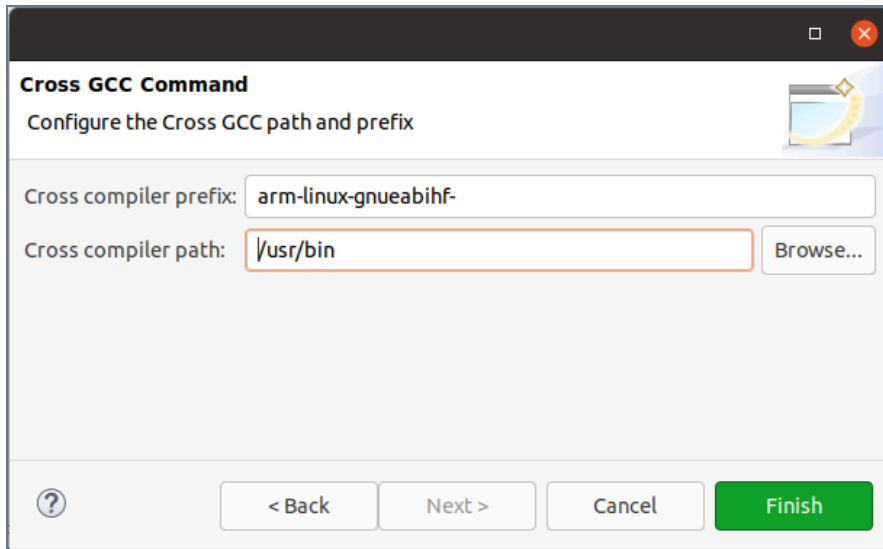 Cross GCC Command
Configure the Cross GCC path and prefix
Cross compiler prefix: arm-linux-gnueabihf-
Cross compiler path: /usr/bin Browse...
? < Back Next > Cancel Finish